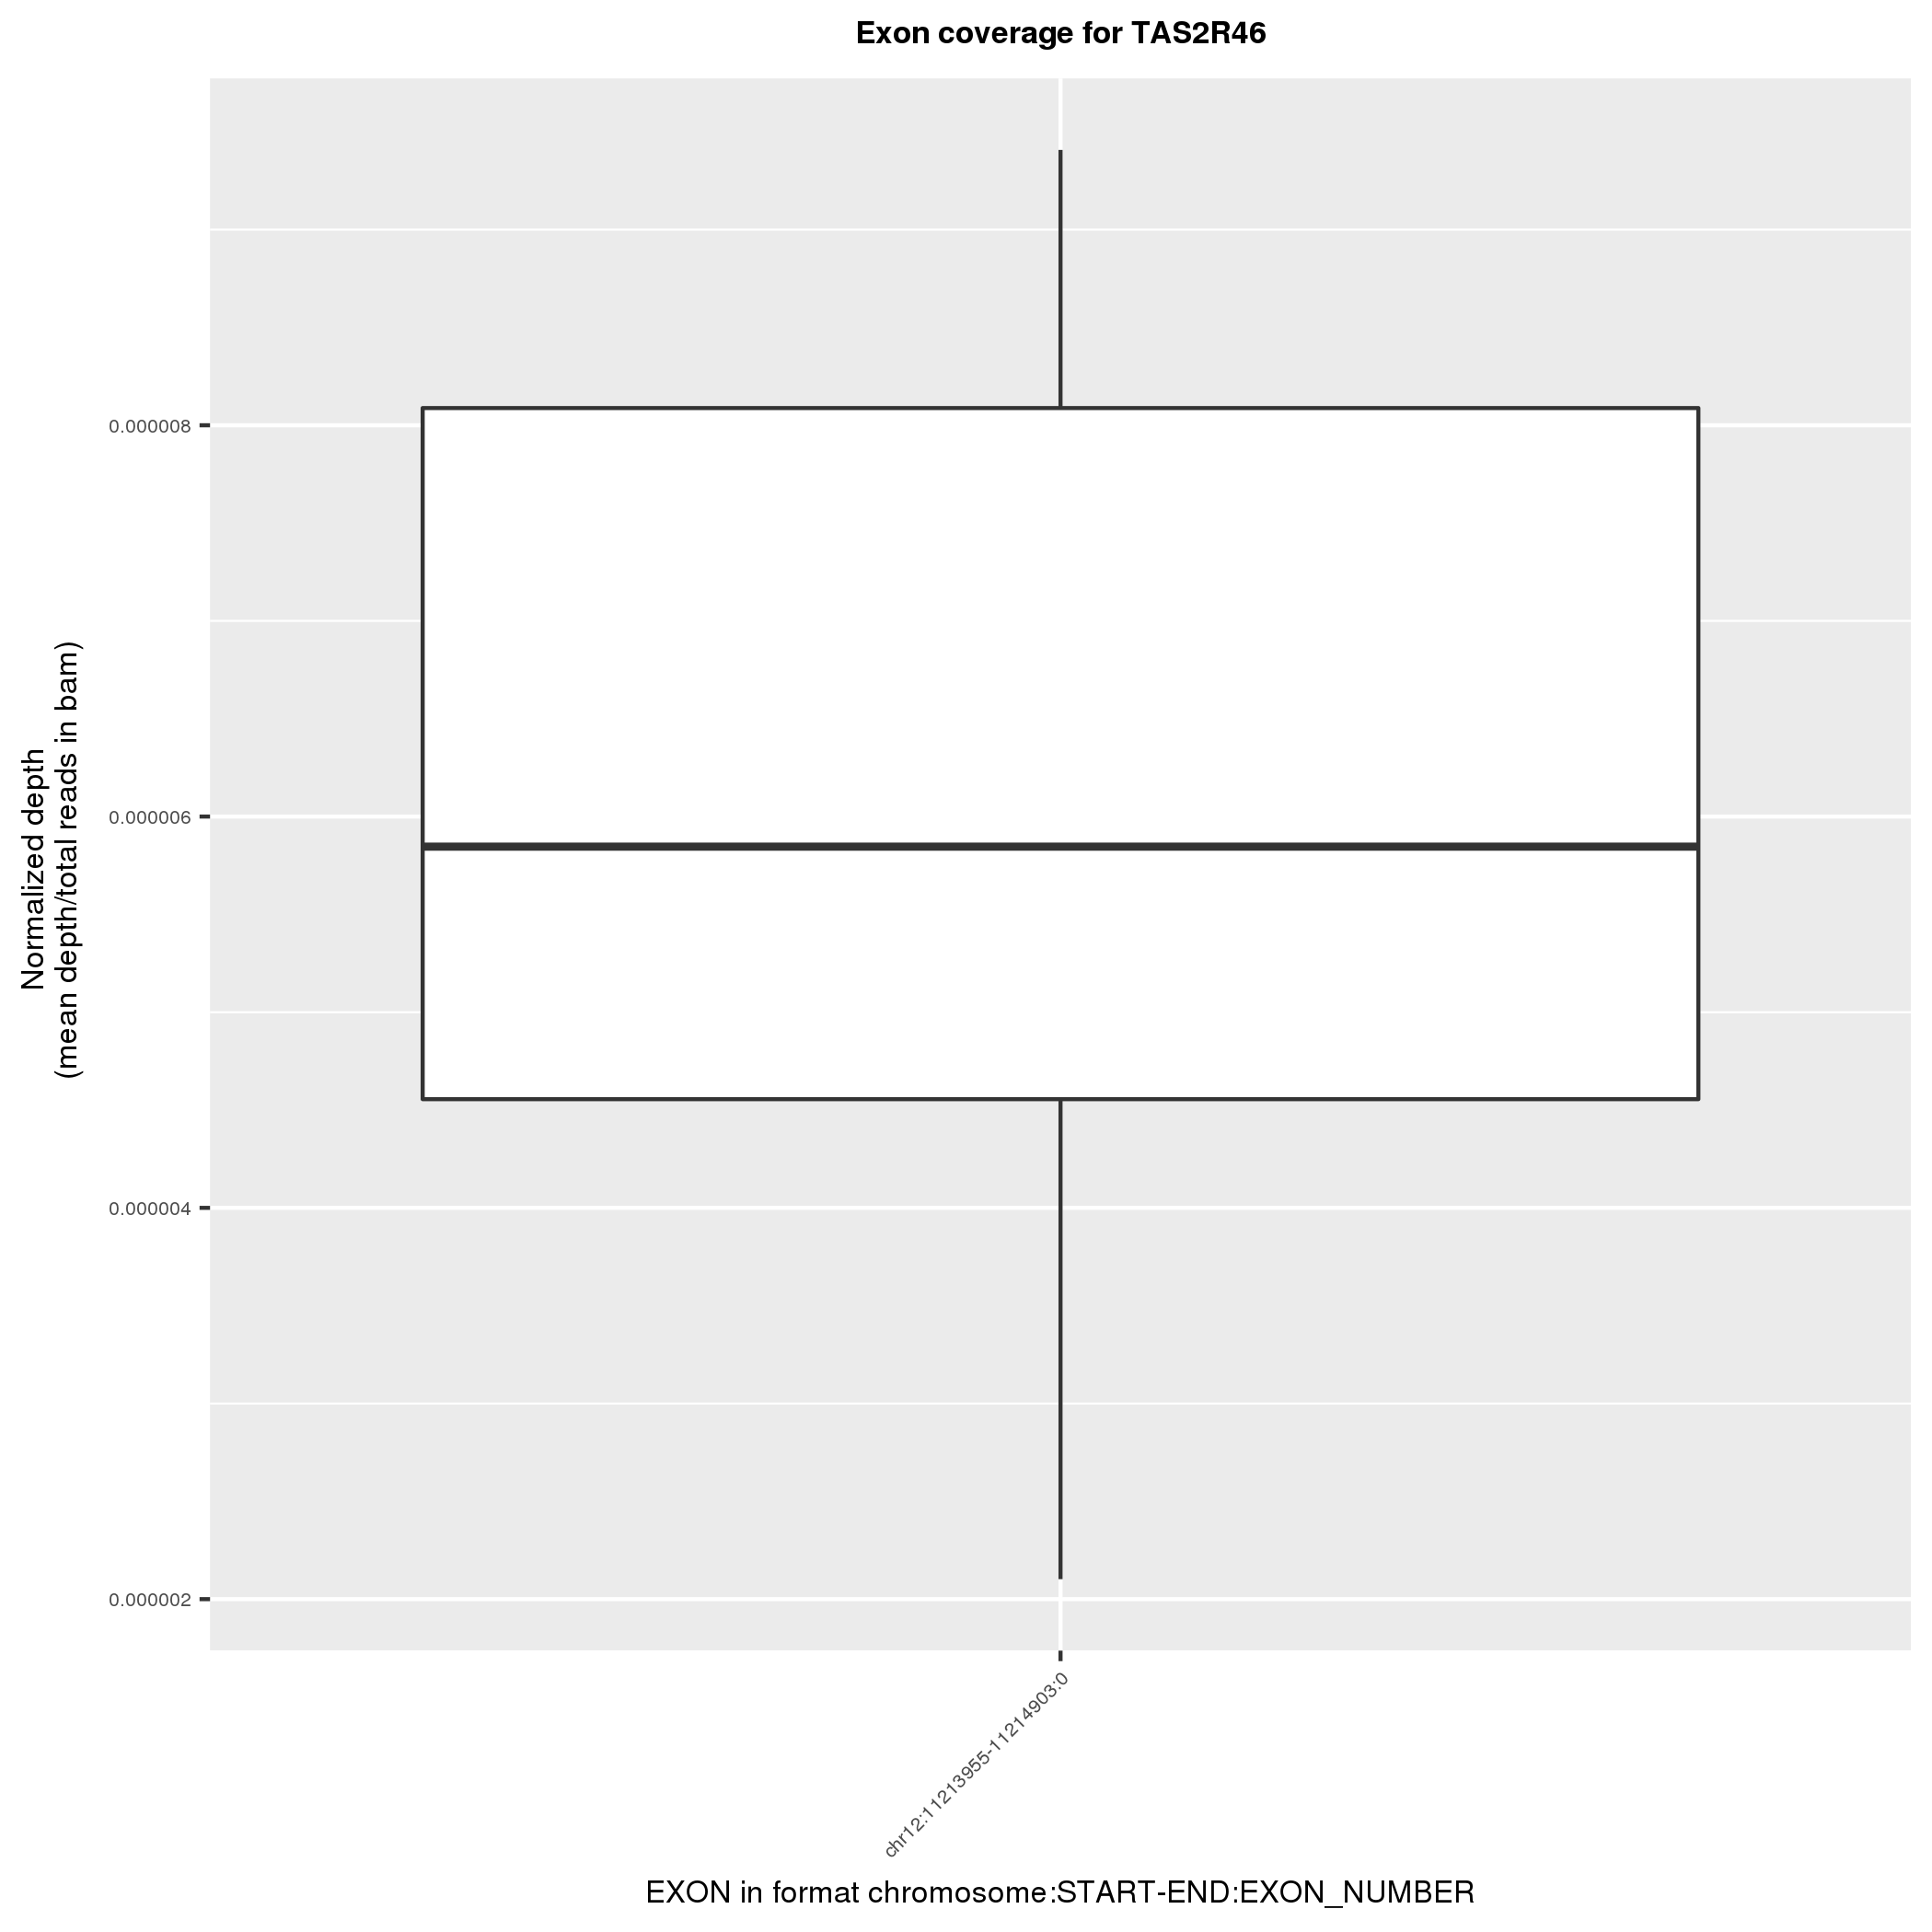 Exon coverage for TAS2R46
Normalized depth
(mean depth/total reads in bam)
0.000008
0.000006
0.000004
0.000002
chr12:11213955-11214903:0
EXON in format chromosome:START-END:EXON_NUMBER